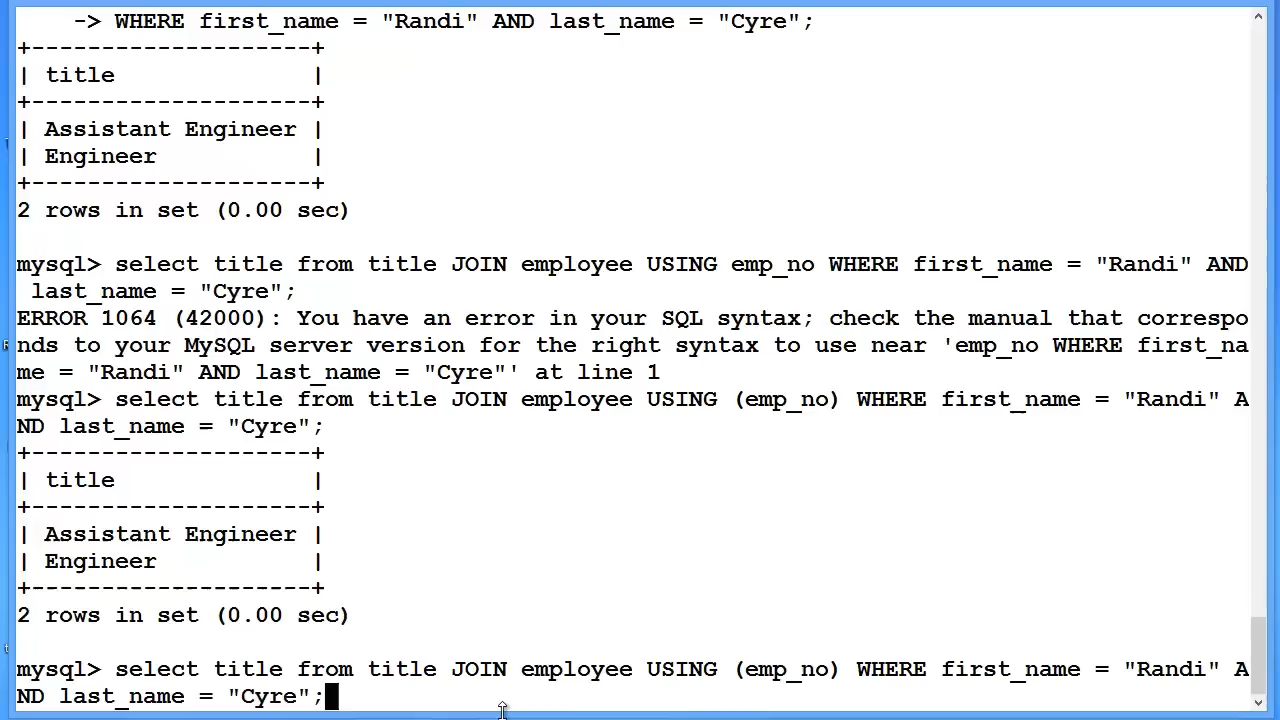 -> WHERE first_name = "Randi" AND last_name = "Cyre";
+--------------------+
| title              |
+--------------------+
| Assistant Engineer |
| Engineer           |
+--------------------+
2 rows in set (0.00 sec)

mysql> select title from title JOIN employee USING emp_no WHERE first_name = "Randi" AND
 last_name = "Cyre";
ERROR 1064 (42000): You have an error in your SQL syntax; check the manual that correspo
nds to your MySQL server version for the right syntax to use near 'emp_no WHERE first_na
me = "Randi" AND last_name = "Cyre"' at line 1
mysql> select title from title JOIN employee USING (emp_no) WHERE first_name = "Randi" A
ND last_name = "Cyre";
+--------------------+
| title              |
+--------------------+
| Assistant Engineer |
| Engineer           |
+--------------------+
2 rows in set (0.00 sec)

mysql> select title from title JOIN employee USING (emp_no) WHERE first_name = "Randi" A
ND last_name = "Cyre";